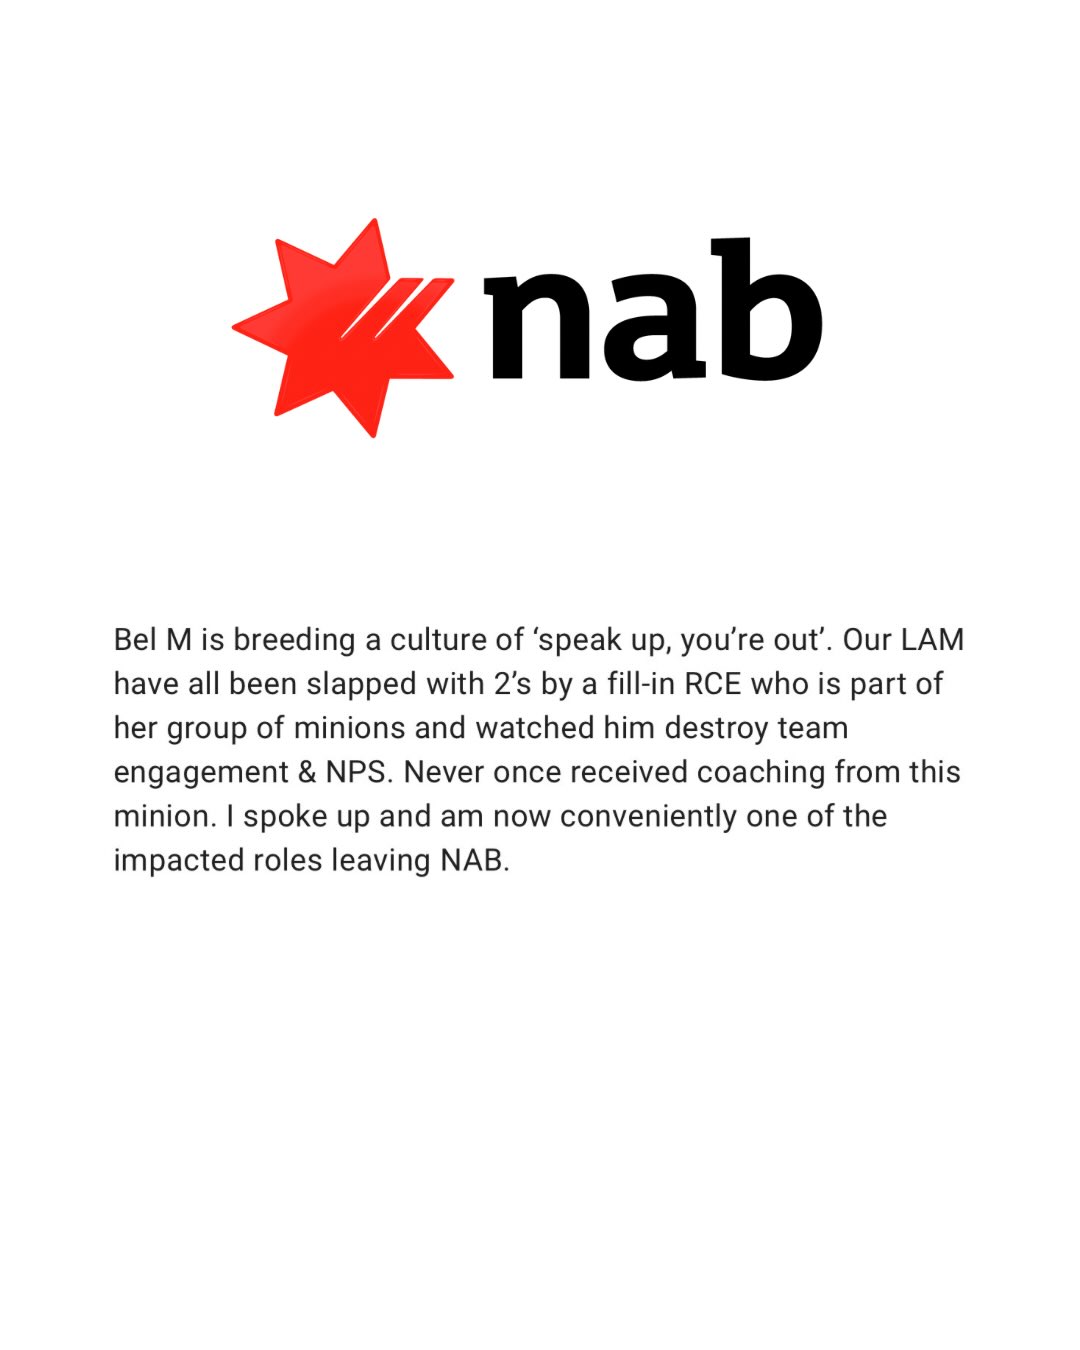 nab
Bel M is breeding a culture of ‘speak up, you’re out’. Our LAM
have all been slapped with 2’s by a fill-in RCE who is part of
her group of minions and watched him destroy team
engagement & NPS. Never once received coaching from this
minion. I spoke up and am now conveniently one of the
impacted roles leaving NAB.